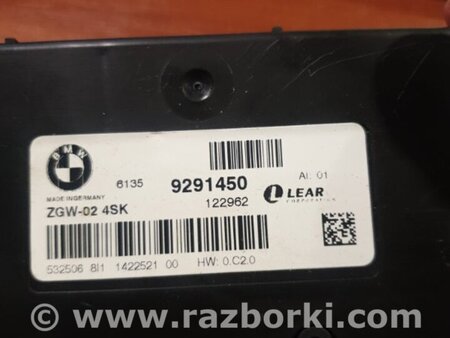 BMW
MADE IN GERMANY
6135 9291450
AI: 01
122962
LEAR
CORPORATION
ZGW-02 4SK
532506 8I1 1422521 00 HW: 0.C2.0
© www.razborki.com